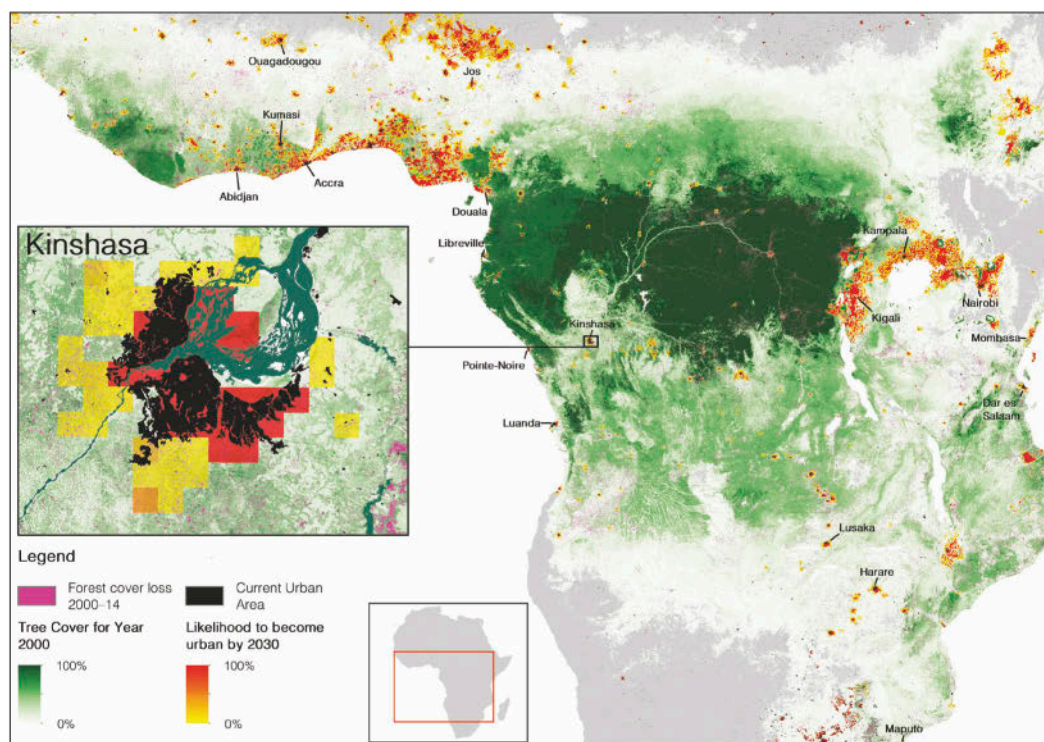 Ouagadougou
Jos
Kumasi
Abidjan
Accra
Douala
Libreville
Kampala
Kinshasa
Nairobi
Kigali
Kinshasa
Mombasa
Pointe-Noire
Dar es
Salaam
Luanda
Lusaka
Harare
Maputo
Legend
Forest cover loss
2000–14
Current Urban
Area
Tree Cover for Year
2000
100%
0%
Likelihood to become
urban by 2030
100%
0%